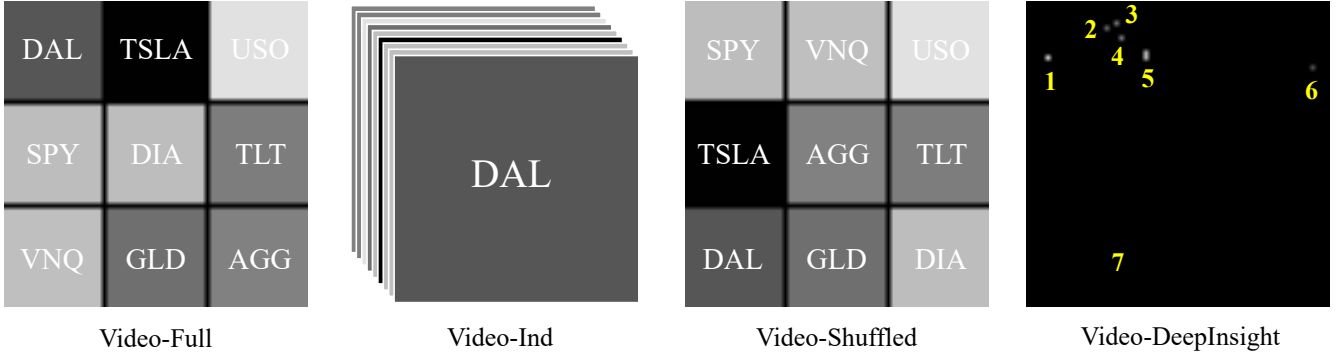 DAL TSLA USO
SPY DIA TLT
VNQ GLD AGG
Video-Full
DAL
Video-Ind
SPY VNQ USO
TSLA AGG TLT
DAL GLD DIA
Video-Shuffled
1
2
3
4
5
6
7
Video-DeepInsight